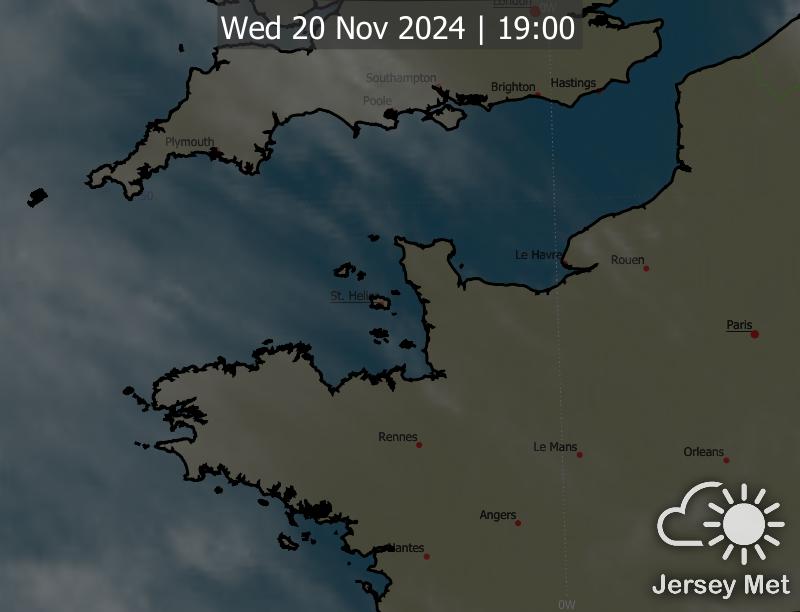 London
0W
Wed 20 Nov 2024 | 19:00
Southampton
Brighton
Hastings
Poole
Plymouth
50
Le Havre
Rouen
St. Helier
Paris
Rennes
Le Mans
Orleans
Angers
Nantes
Jersey Met
0W